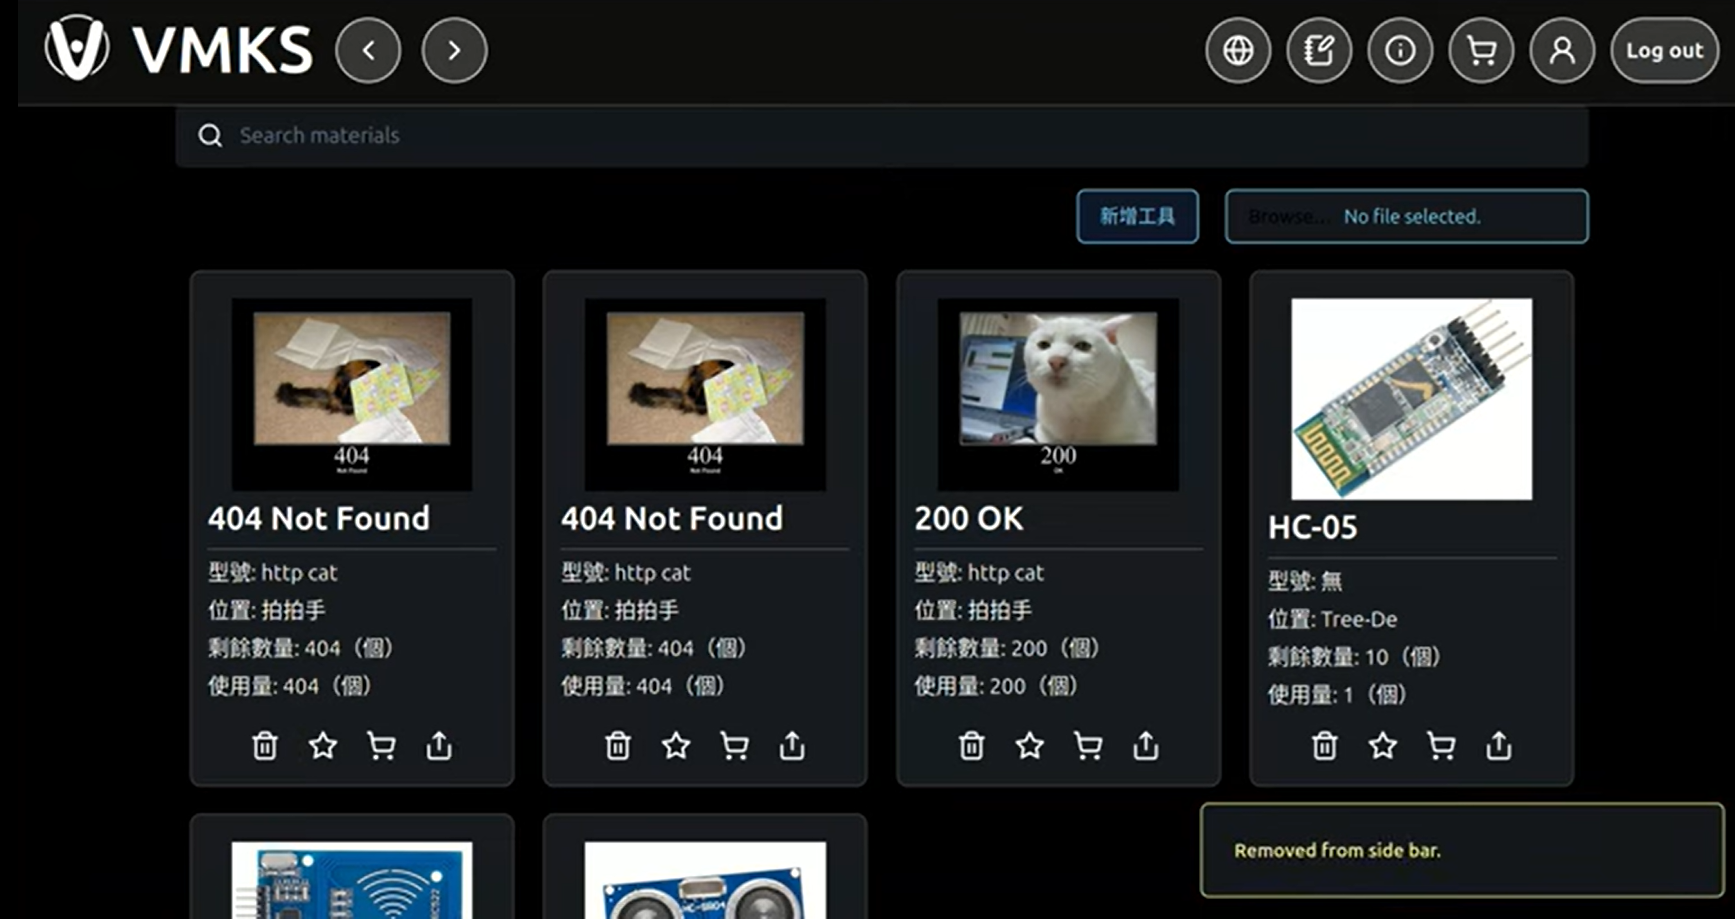 VMKS
Log out
Search materials
新增工具
Browse... No file selected.
404
Not Found
404 Not Found
型號: http cat
位置: 拍拍手
剩餘數量: 404（個）
使用量: 404（個）
404
Not Found
404 Not Found
型號: http cat
位置: 拍拍手
剩餘數量: 404（個）
使用量: 404（個）
200
OK
200 OK
型號: http cat
位置: 拍拍手
剩餘數量: 200（個）
使用量: 200（個）
HC-05
型號: 無
位置: Tree-De
剩餘數量: 10（個）
使用量: 1（個）
HC-SR04
Removed from side bar.